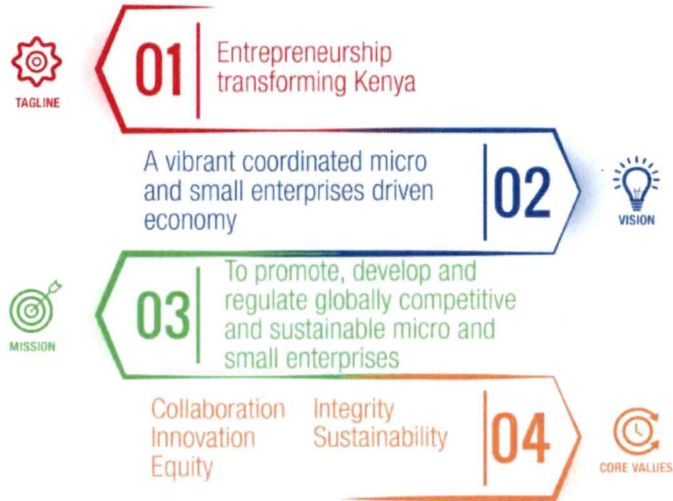 TAGLINE
01
Entrepreneurship
transforming Kenya
A vibrant coordinated micro
and small enterprises driven
economy
02
VISION
MISSION
03
To promote, develop and
regulate globally competitive
and sustainable micro and
small enterprises
Collaboration Integrity
Innovation Sustainability
Equity
04
CORE VALUES